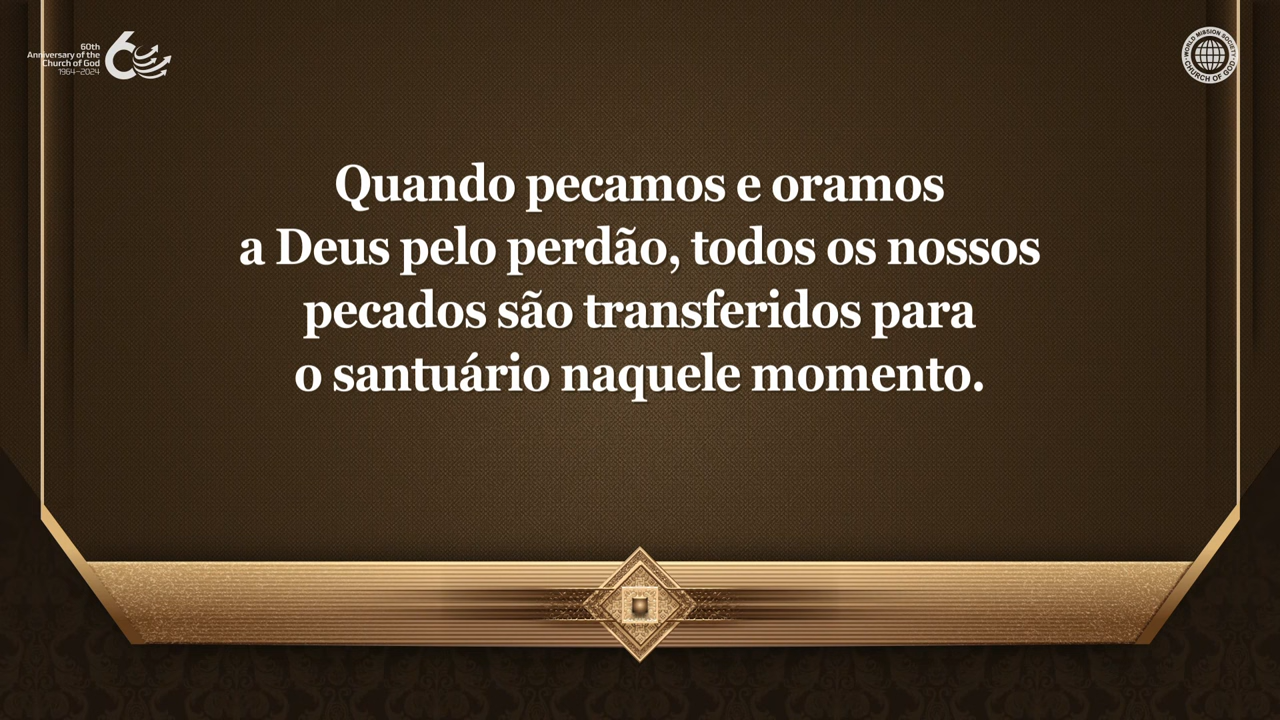 60th
Anniversary of the
Church of God
1964–2024
WORLD MISSION SOCIETY
CHURCH OF GOD
Quando pecamos e oramos
a Deus pelo perdão, todos os nossos
pecados são transferidos para
o santuário naquele momento.